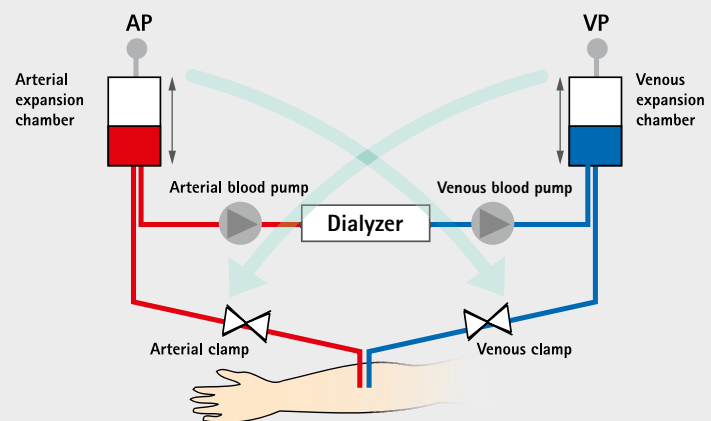 AP
VP
Arterial
expansion
chamber
Venous
expansion
chamber
Arterial blood pump
Venous blood pump
Dialyzer
Arterial clamp
Venous clamp